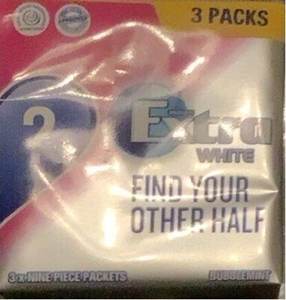 3 PACKS
2
Extra
WHITE
FIND YOUR
OTHER HALF
3 x NINE PIECE PACKETS
BUBBLEMINT